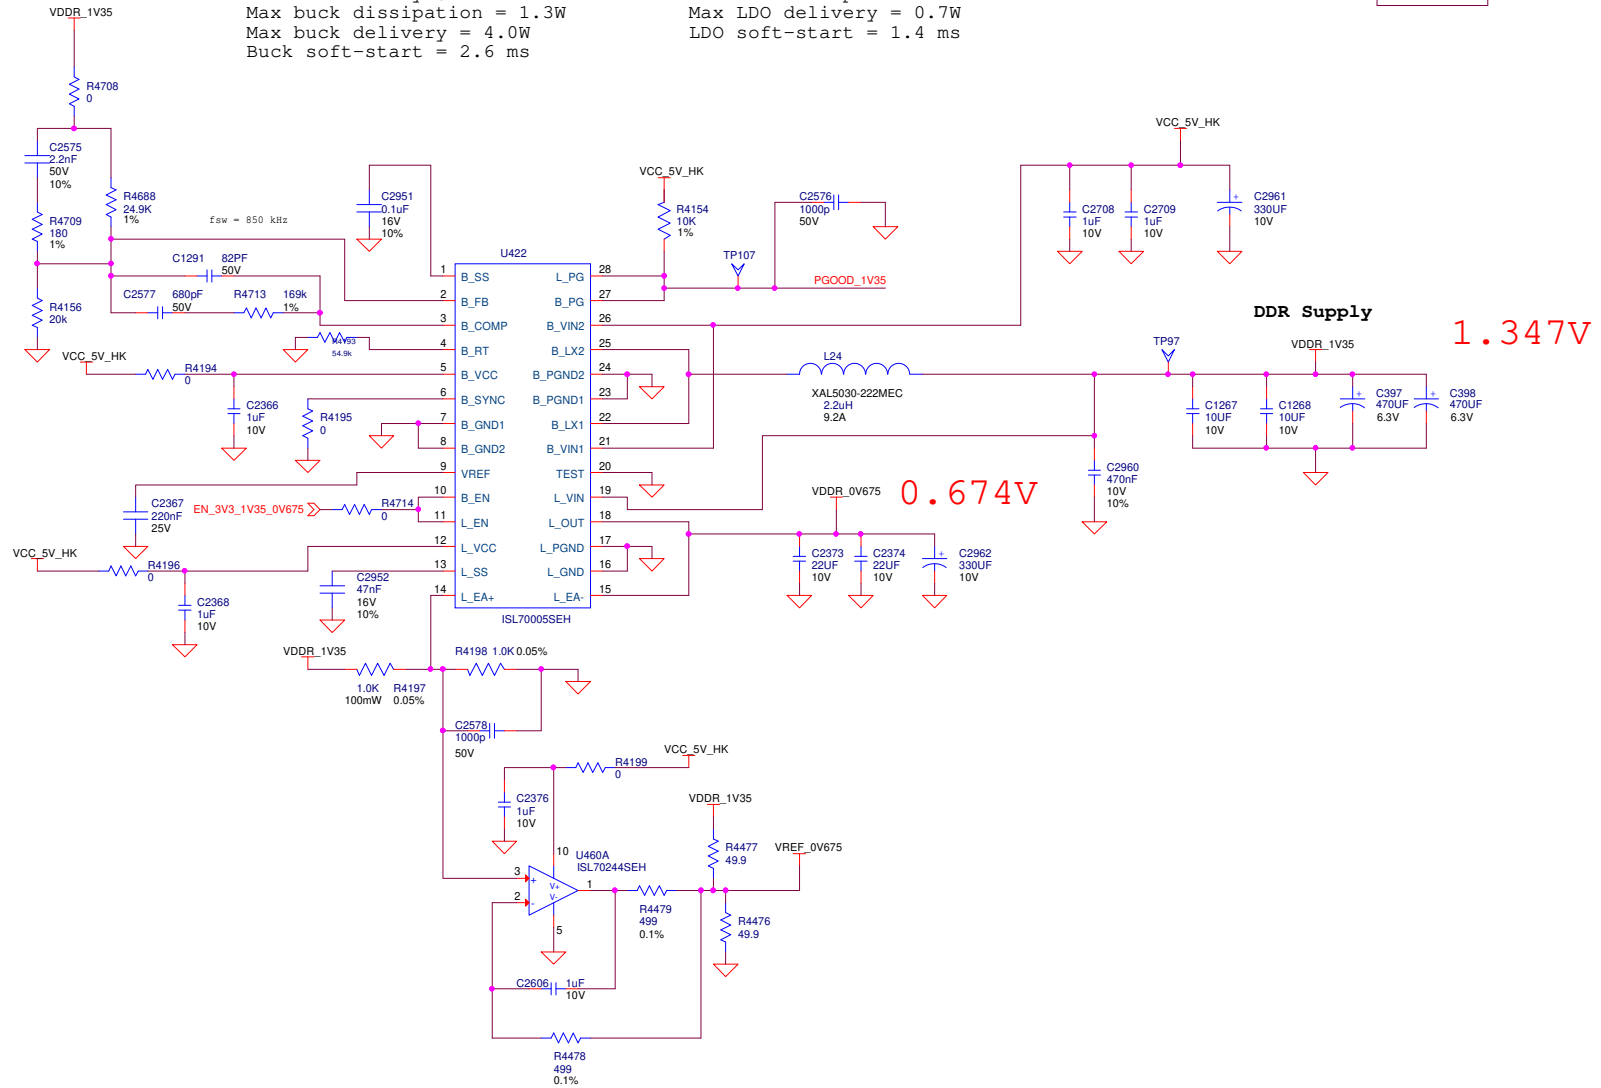 Max buck dissipation = 1.3W
Max buck delivery = 4.0W
Buck soft-start = 2.6 ms
Max LDO delivery = 0.7W
LDO soft-start = 1.4 ms
VDDR_1V35
R4708
0
C2575
2.2nF
50V
10%
R4688
24.9K
1%
R4709
180
1%
fsw = 850 kHz
C1291
82PF
50V
C2577
680pF
50V
R4713
169k
1%
R4156
20k
C2951
0.1uF
16V
10%
R4193
54.9k
VCC_5V_HK
R4194
0
C2366
1uF
10V
R4195
0
C2367
220nF
25V
EN_3V3_1V35_0V675
R4714
0
VCC_5V_HK
R4196
0
C2368
1uF
10V
C2952
47nF
16V
10%
U422
1 B_SS
2 B_FB
3 B_COMP
4 B_RT
5 B_VCC
6 B_SYNC
7 B_GND1
8 B_GND2
9 VREF
10 B_EN
11 L_EN
12 L_VCC
13 L_SS
14 L_EA+
L_PG 28
B_PG 27
B_VIN2 26
B_LX2 25
B_PGND2 24
B_PGND1 23
B_LX1 22
B_VIN1 21
TEST 20
L_VIN 19
L_OUT 18
L_PGND 17
L_GND 16
L_EA- 15
ISL70005SEH
VCC_5V_HK
R4154
10K
1%
TP107
C2576
1000p
50V
PGOOD_1V35
VCC_5V_HK
C2708
1uF
10V
C2709
1uF
10V
+
C2961
330UF
10V
DDR Supply
1.347V
L24
XAL5030-222MEC
2.2uH
9.2A
TP97
VDDR_1V35
C1267
10UF
10V
C1268
10UF
10V
+
C397
470UF
6.3V
+
C398
470UF
6.3V
C2960
470nF
10V
10%
VDDR_0V675
0.674V
C2373
22UF
10V
C2374
22UF
10V
+
C2962
330UF
10V
VDDR_1V35
1.0K R4197
100mW 0.05%
R4198 1.0K 0.05%
C2578
1000p
50V
VCC_5V_HK
R4199
0
C2376
1uF
10V
U460A
ISL70244SEH
10
3
2
1
5
+
-
V+
V-
VDDR_1V35
R4477
49.9
VREF_0V675
R4479
499
0.1%
R4476
49.9
C2606
1uF
10V
R4478
499
0.1%